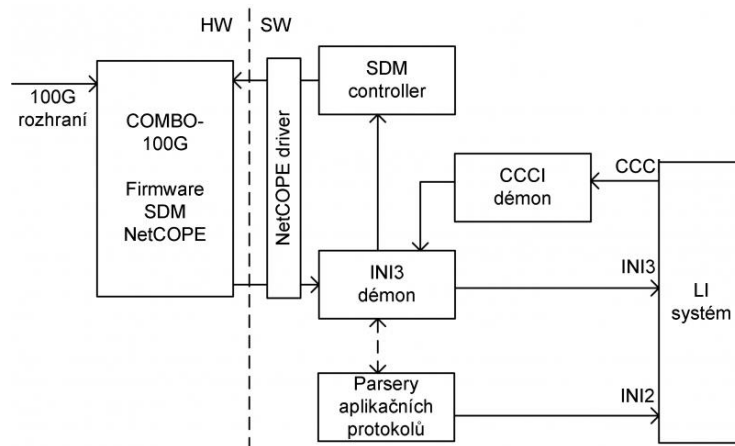 HW
SW
100G
rozhraní
COMBO-
100G
Firmware
SDM
NetCOPE
NetCOPE driver
SDM
controller
CCCI
démon
CCC
INI3
démon
INI3
LI
systém
Parsery
aplikačních
protokolů
INI2